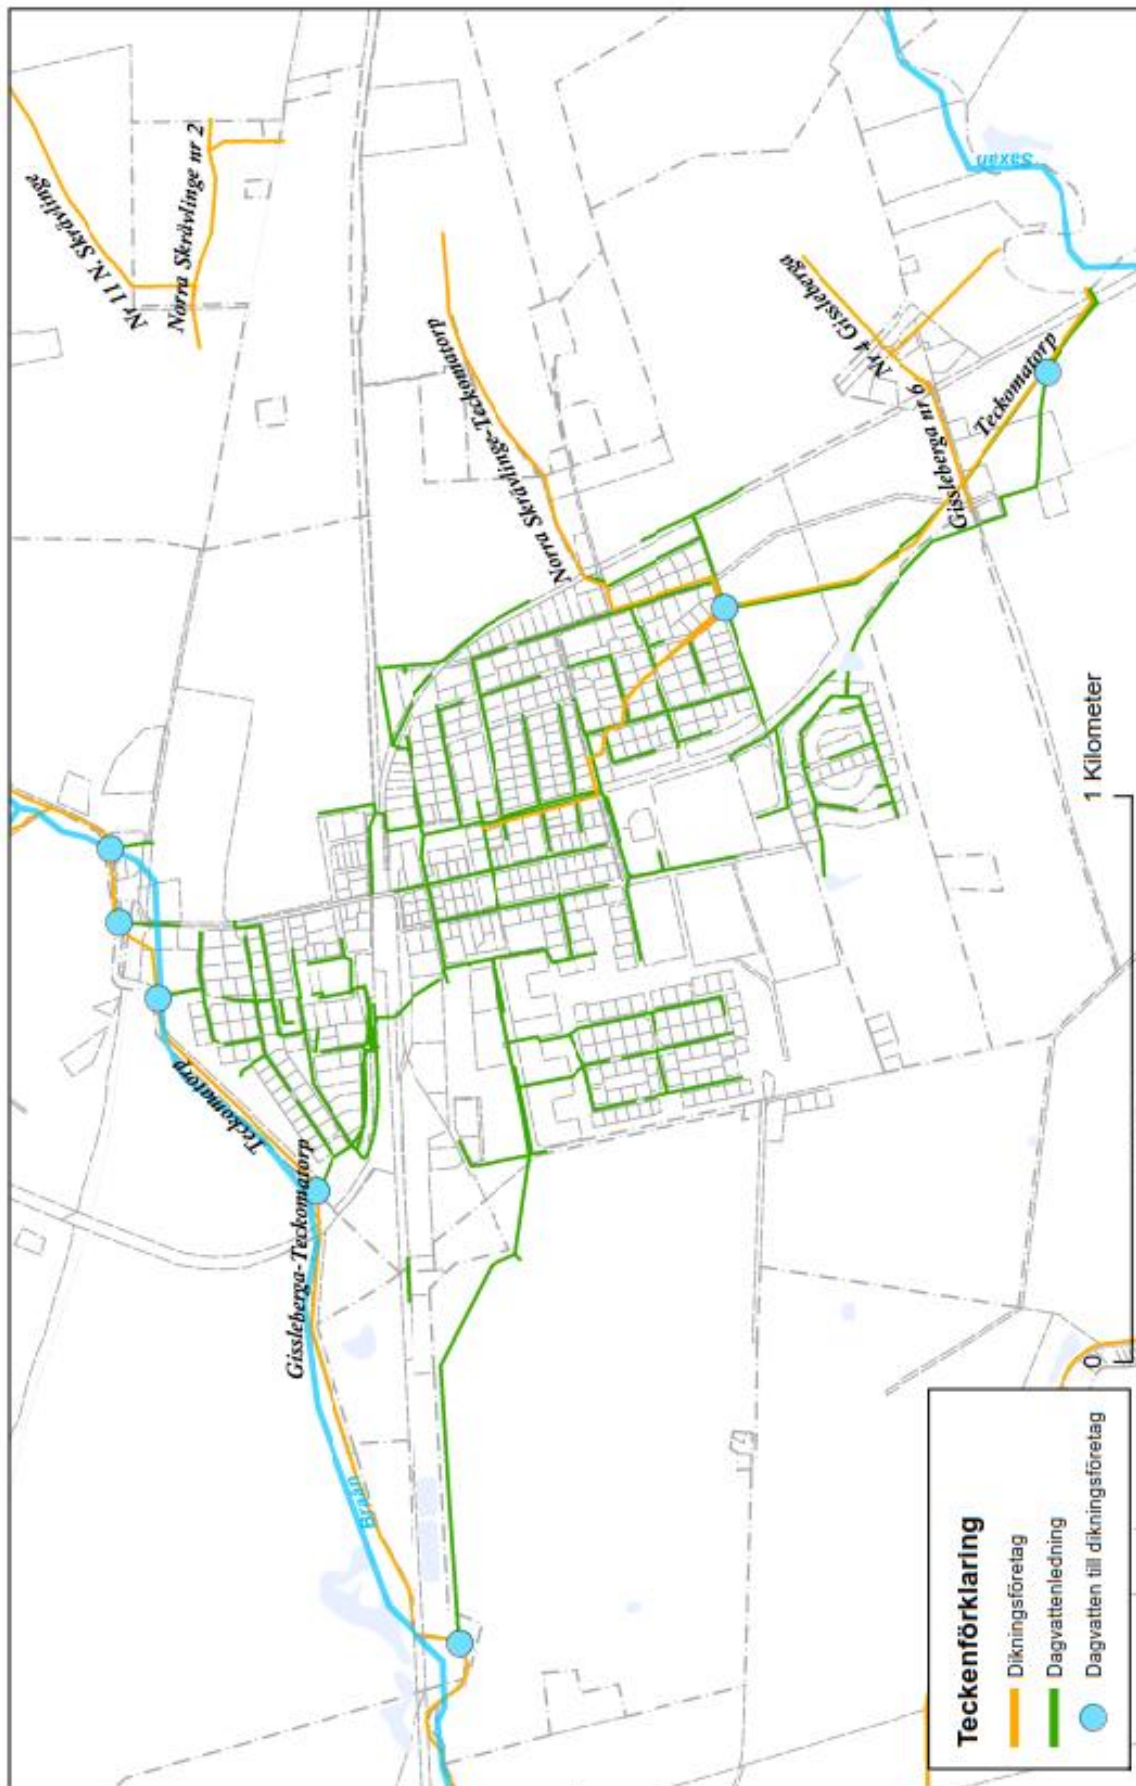 Nr 11 N. Skrävlinge
Norra Skrävlinge nr 2
Norra Skrävlinge-Teckomatorp
Saxån
Nr 4 Gissleberga
Gissleberga nr 6
Teckomatorp
Teckomatorp
Gissleberga-Teckomatorp
Braån
0
1 Kilometer
Teckenförklaring
Dikningsföretag
Dagvattenledning
Dagvatten till dikningsföretag